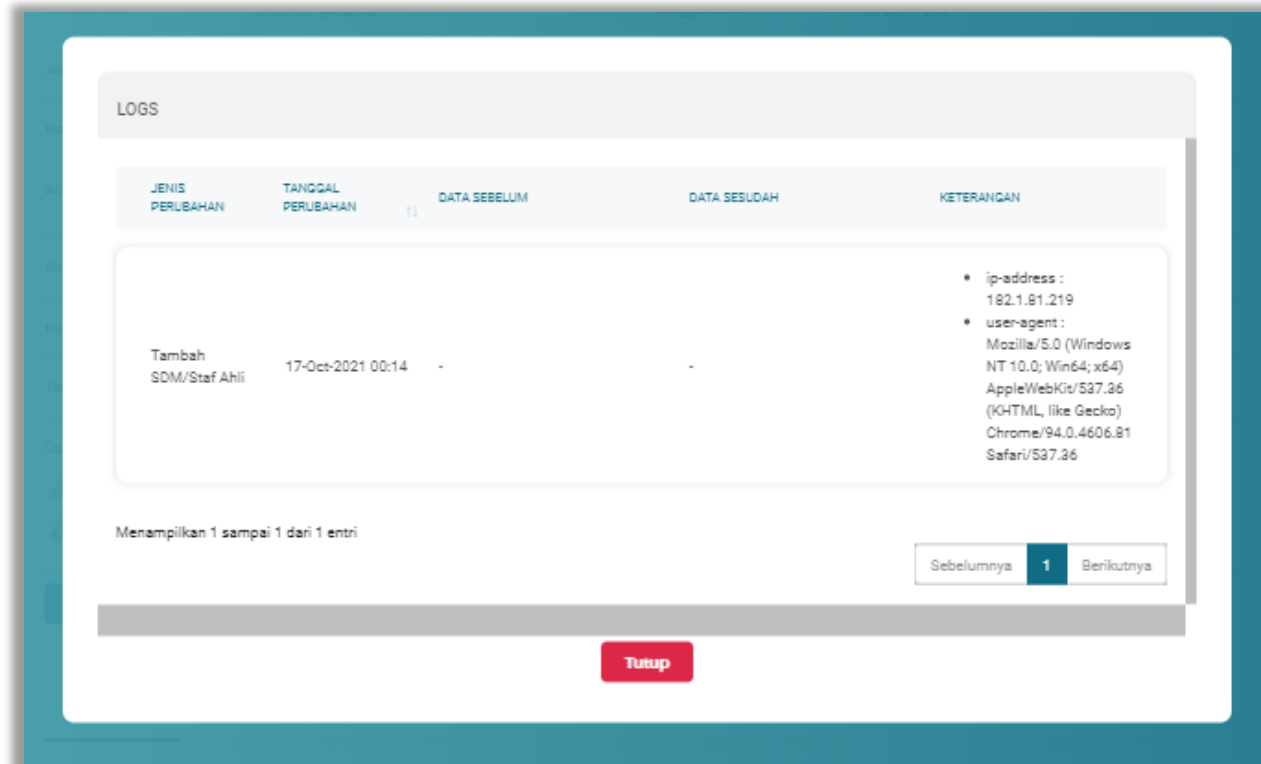 LOGS
JENIS PERUBAHAN
TANGGAL PERUBAHAN
DATA SEBELUM
DATA SESUDAH
KETERANGAN
Tambah
SDM/Staf Ahli
17-Oct-2021 00:14
-
-
ip-address :
182.1.81.219
user-agent :
Mozilla/5.0 (Windows
NT 10.0; Win64; x64)
AppleWebKit/537.36
(KHTML, like Gecko)
Chrome/94.0.4606.81
Safari/537.36
Menampilkan 1 sampai 1 dari 1 entri
Sebelumnya 1 Berikutnya
Tutup